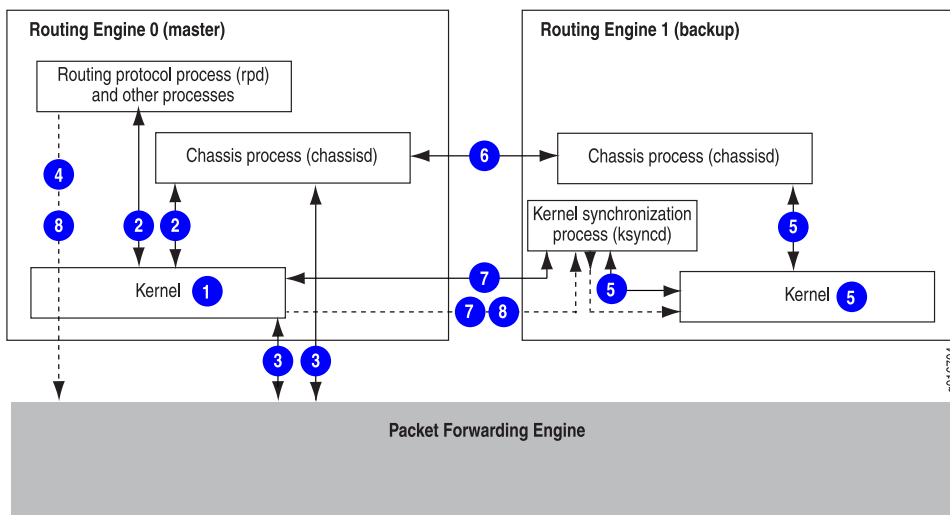 Routing Engine 0 (master)
Routing protocol process (rpd)
and other processes
Chassis process (chassisd)
4
8
2
2
Kernel 1
3
3
6
7
7 8
Routing Engine 1 (backup)
Chassis process (chassisd)
Kernel synchronization
process (ksyncd)
5
5
Kernel 5
Packet Forwarding Engine